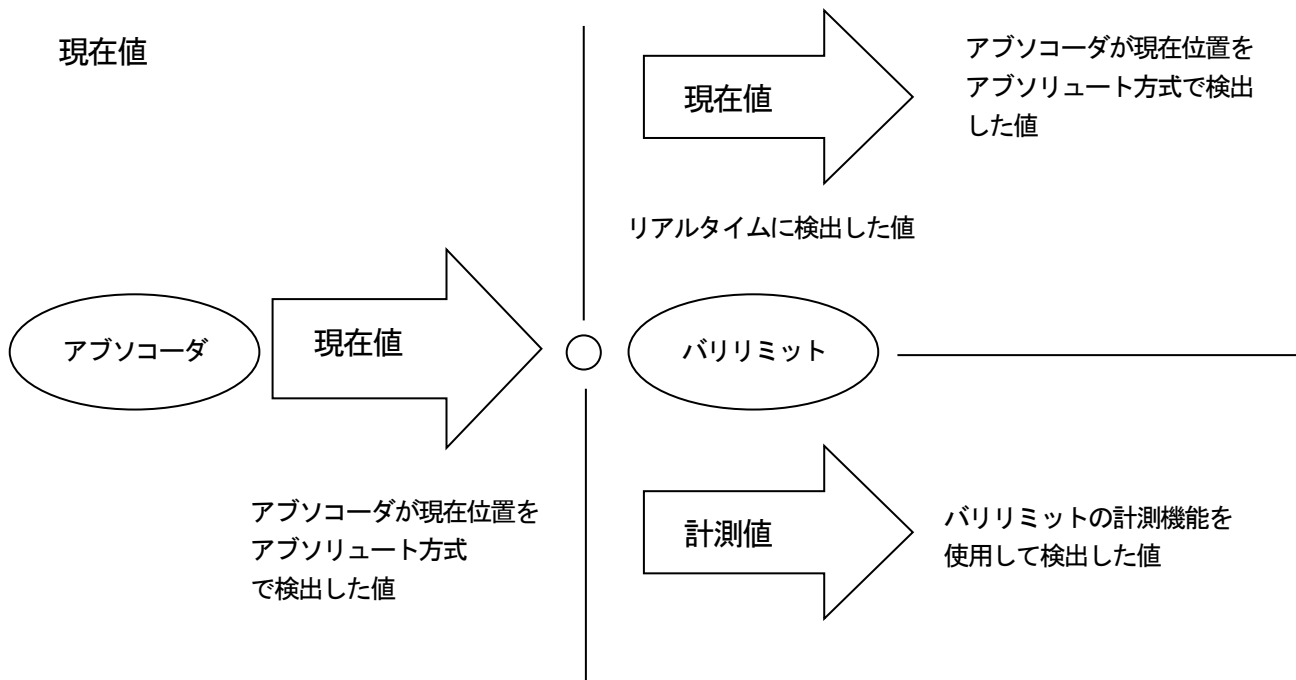 現在値
現在値
アブソコーダが現在位置を
アブソリュート方式で検出
した値
リアルタイムに検出した値
アブソコーダ
現在値
バリリミット
アブソコーダが現在位置を
アブソリュート方式
で検出した値
計測値
バリリミットの計測機能を
使用して検出した値